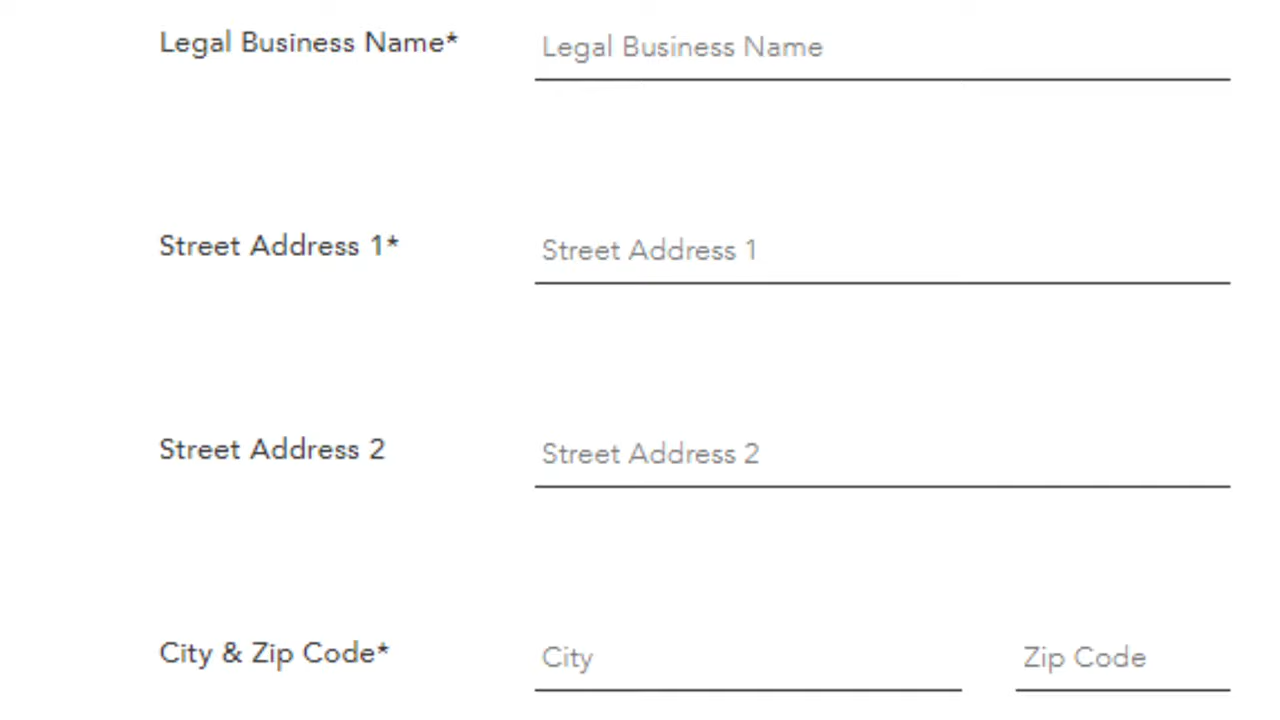 Legal Business Name* Legal Business Name
Street Address 1* Street Address 1
Street Address 2 Street Address 2
City & Zip Code* City Zip Code